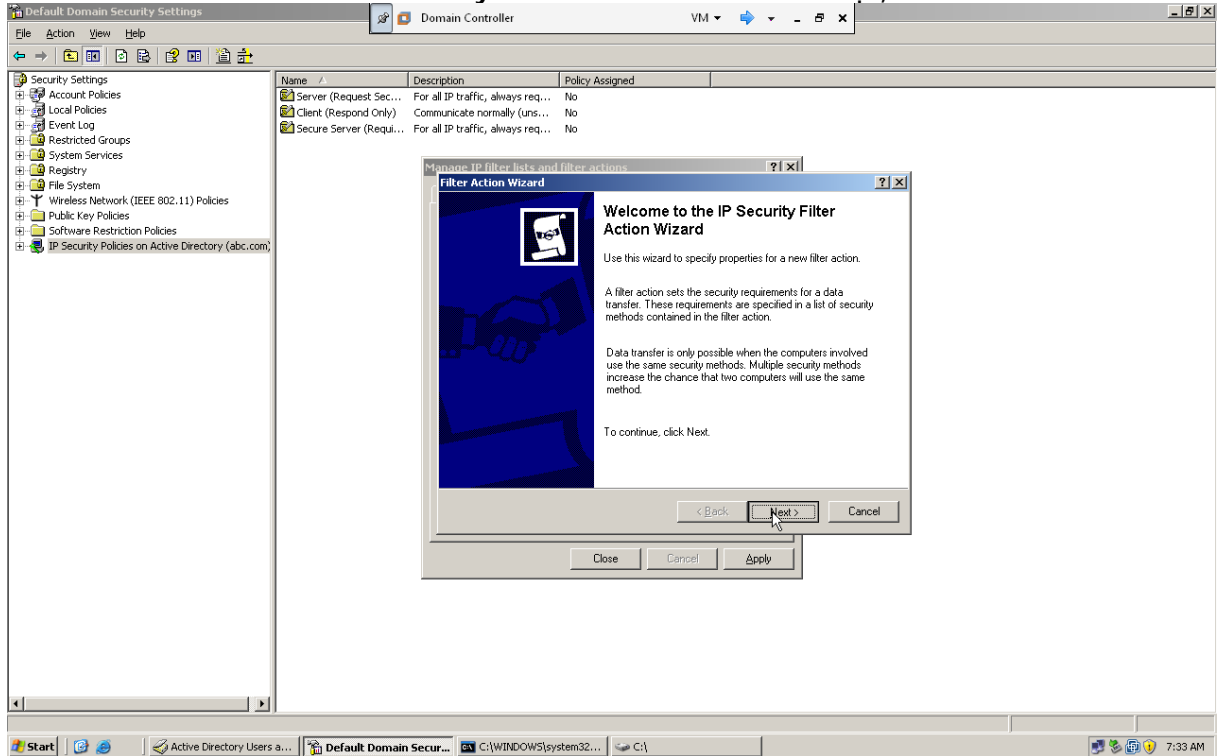 Default Domain Security Settings
Domain Controller
VM
File Action View Help
Security Settings
Account Policies
Local Policies
Event Log
Restricted Groups
System Services
Registry
File System
Wireless Network (IEEE 802.11) Policies
Public Key Policies
Software Restriction Policies
IP Security Policies on Active Directory (abc.com)
Name Description Policy Assigned
Server (Request Sec... For all IP traffic, always req... No
Client (Respond Only) Communicate normally (uns... No
Secure Server (Requi... For all IP traffic, always req... No
Manage IP filter lists and filter actions
Filter Action Wizard
Welcome to the IP Security Filter
Action Wizard
Use this wizard to specify properties for a new filter action.
A filter action sets the security requirements for a data
transfer. These requirements are specified in a list of security
methods contained in the filter action.
Data transfer is only possible when the computers involved
use the same security methods. Multiple security methods
increase the chance that two computers will use the same
method.
To continue, click Next.
< Back Next > Cancel
Close Cancel Apply
Start Active Directory Users a... Default Domain Secur... C:\WINDOWS\system32... C:\ 7:33 AM